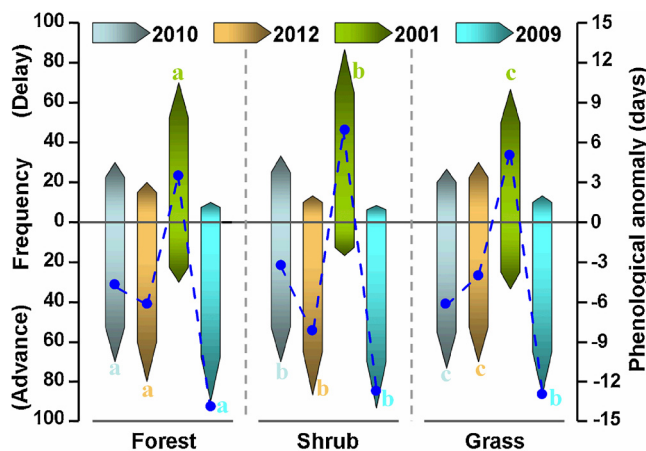 2010 2012 2001 2009
Frequency
(Delay)
(Advance)
100
80
60
40
20
0
20
40
60
80
100
15
12
9
6
3
0
-3
-6
-9
-12
-15
Phenological anomaly (days)
a a a a
b b b b
c c c b
Forest Shrub Grass